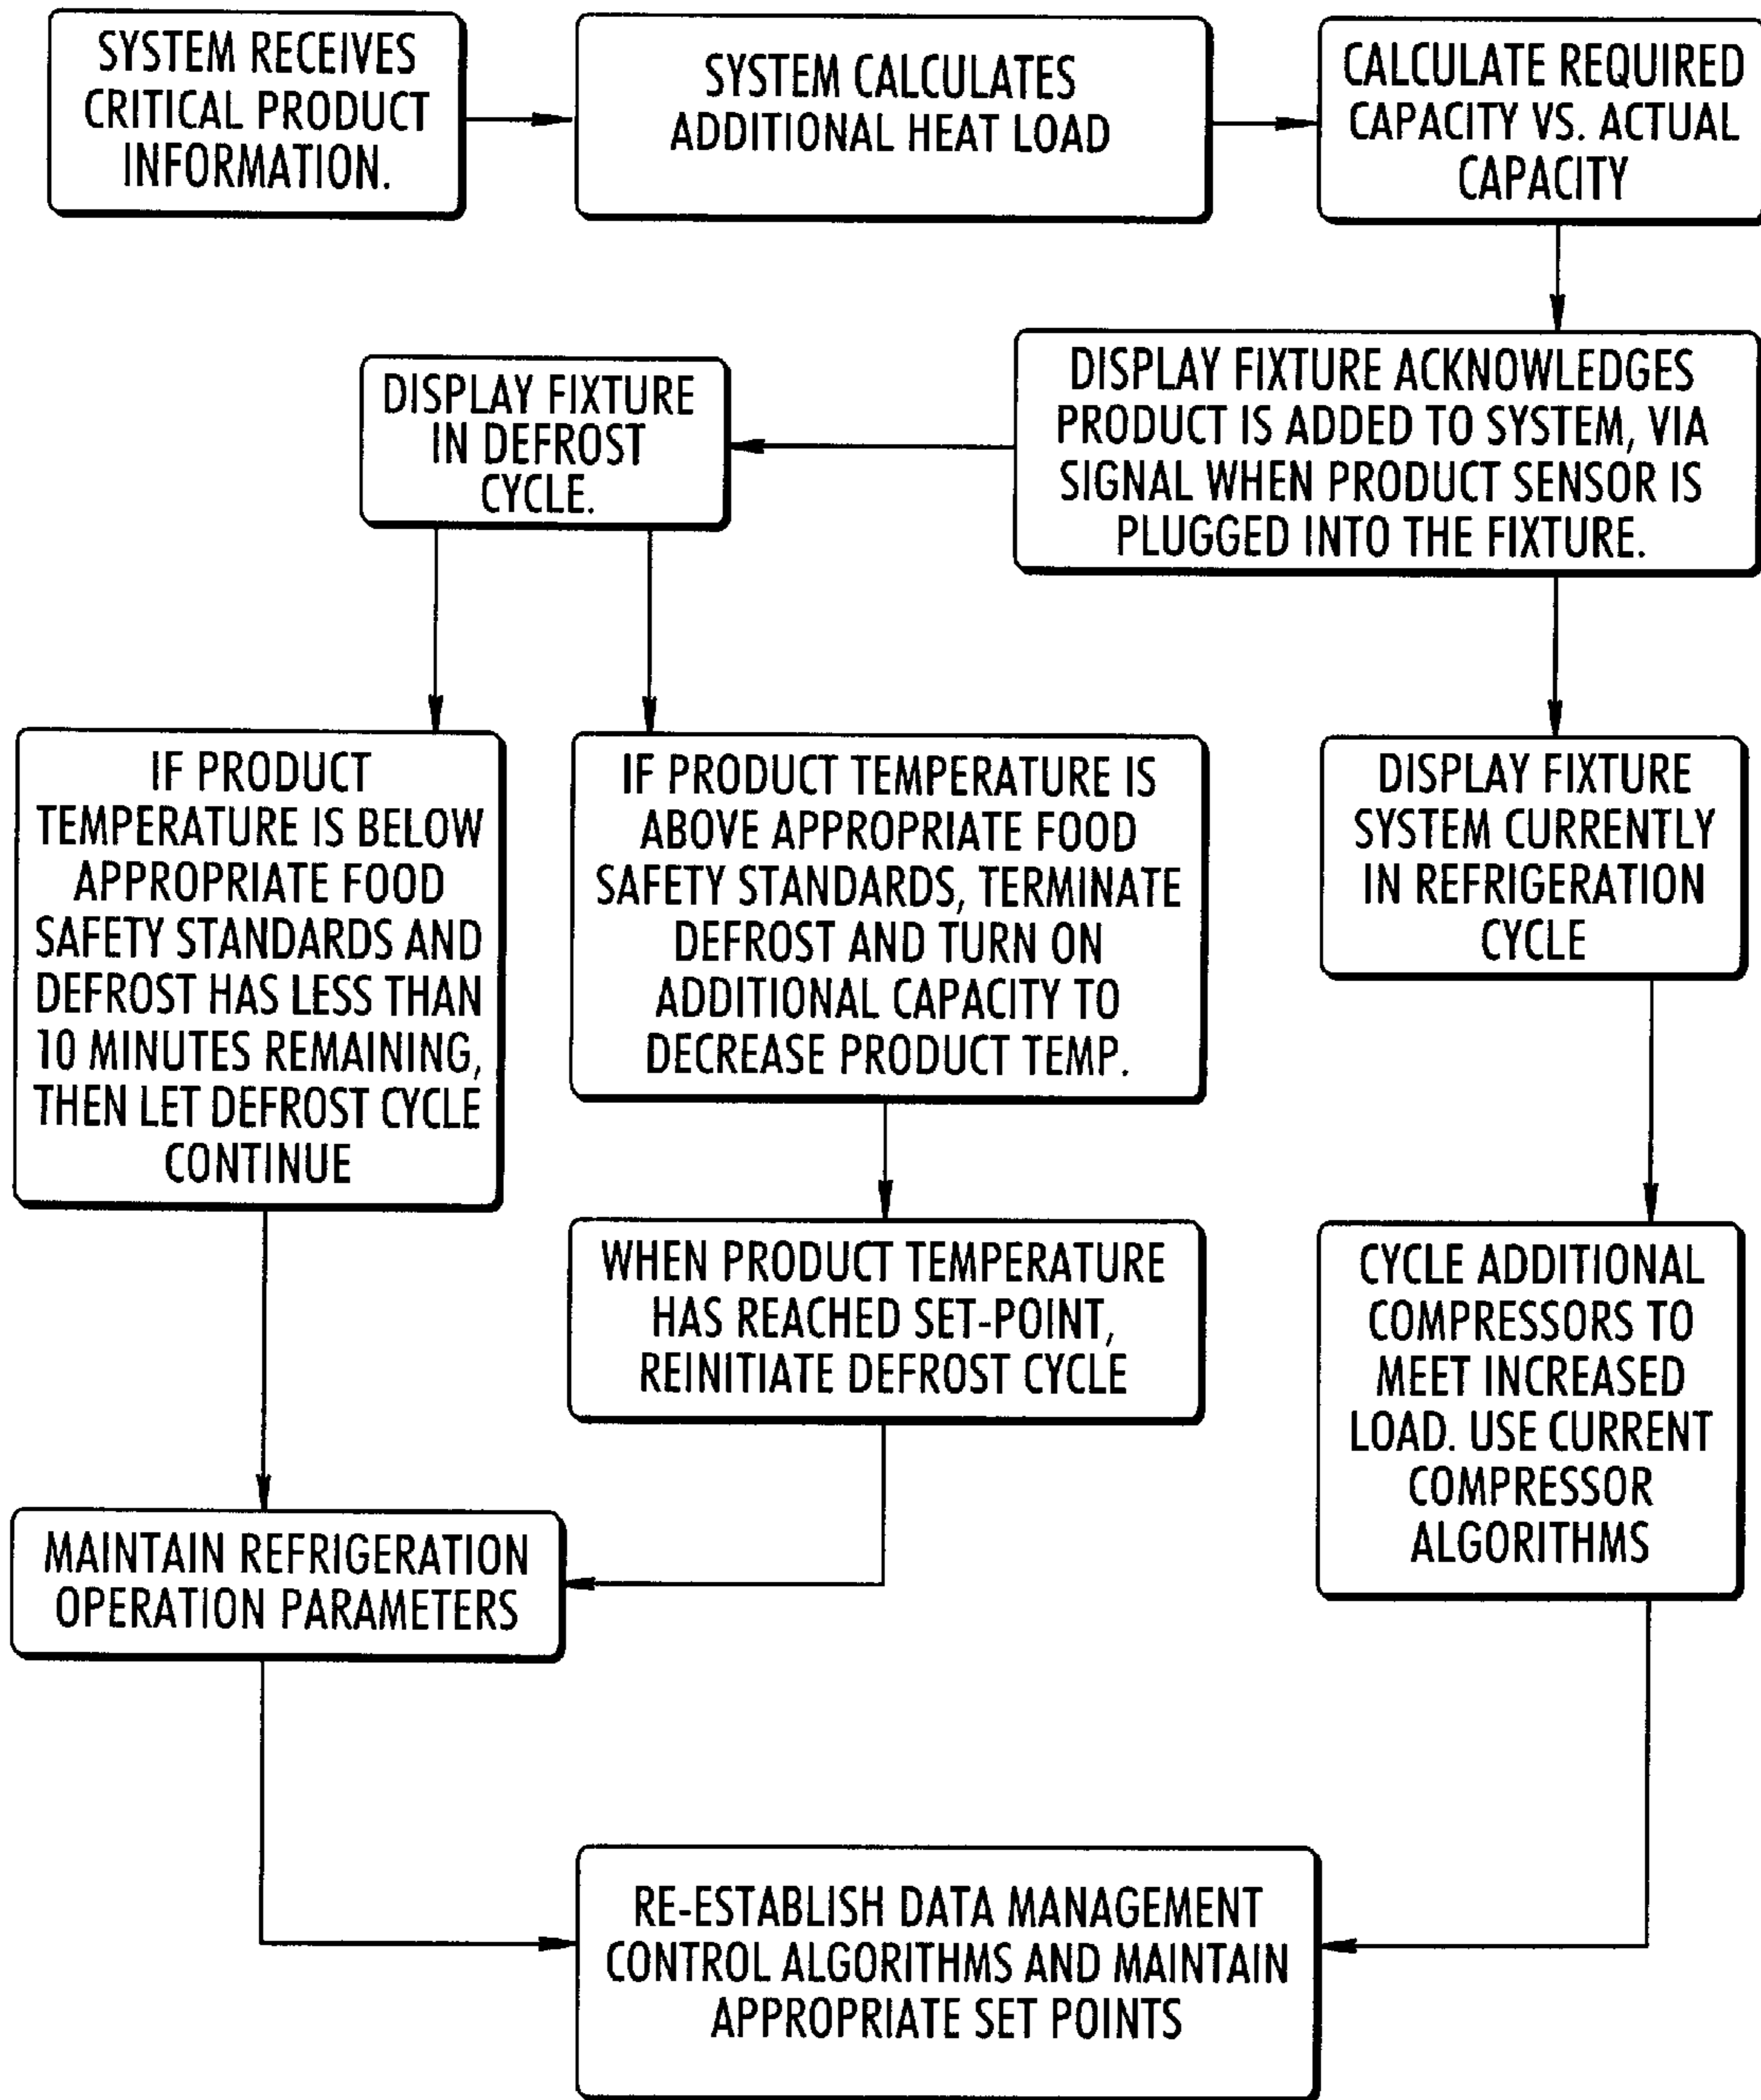 SYSTEM RECEIVES
CRITICAL PRODUCT
INFORMATION.
SYSTEM CALCULATES
ADDITIONAL HEAT LOAD
CALCULATE REQUIRED
CAPACITY VS. ACTUAL
CAPACITY
DISPLAY FIXTURE
IN DEFROST
CYCLE.
DISPLAY FIXTURE ACKNOWLEDGES
PRODUCT IS ADDED TO SYSTEM, VIA
SIGNAL WHEN PRODUCT SENSOR IS
PLUGGED INTO THE FIXTURE.
IF PRODUCT
TEMPERATURE IS BELOW
APPROPRIATE FOOD
SAFETY STANDARDS AND
DEFROST HAS LESS THAN
10 MINUTES REMAINING,
THEN LET DEFROST CYCLE
CONTINUE
IF PRODUCT TEMPERATURE IS
ABOVE APPROPRIATE FOOD
SAFETY STANDARDS, TERMINATE
DEFROST AND TURN ON
ADDITIONAL CAPACITY TO
DECREASE PRODUCT TEMP.
DISPLAY FIXTURE
SYSTEM CURRENTLY
IN REFRIGERATION
CYCLE
WHEN PRODUCT TEMPERATURE
HAS REACHED SET-POINT,
REINITIATE DEFROST CYCLE
CYCLE ADDITIONAL
COMPRESSORS TO
MEET INCREASED
LOAD. USE CURRENT
COMPRESSOR
ALGORITHMS
MAINTAIN REFRIGERATION
OPERATION PARAMETERS
RE-ESTABLISH DATA MANAGEMENT
CONTROL ALGORITHMS AND MAINTAIN
APPROPRIATE SET POINTS